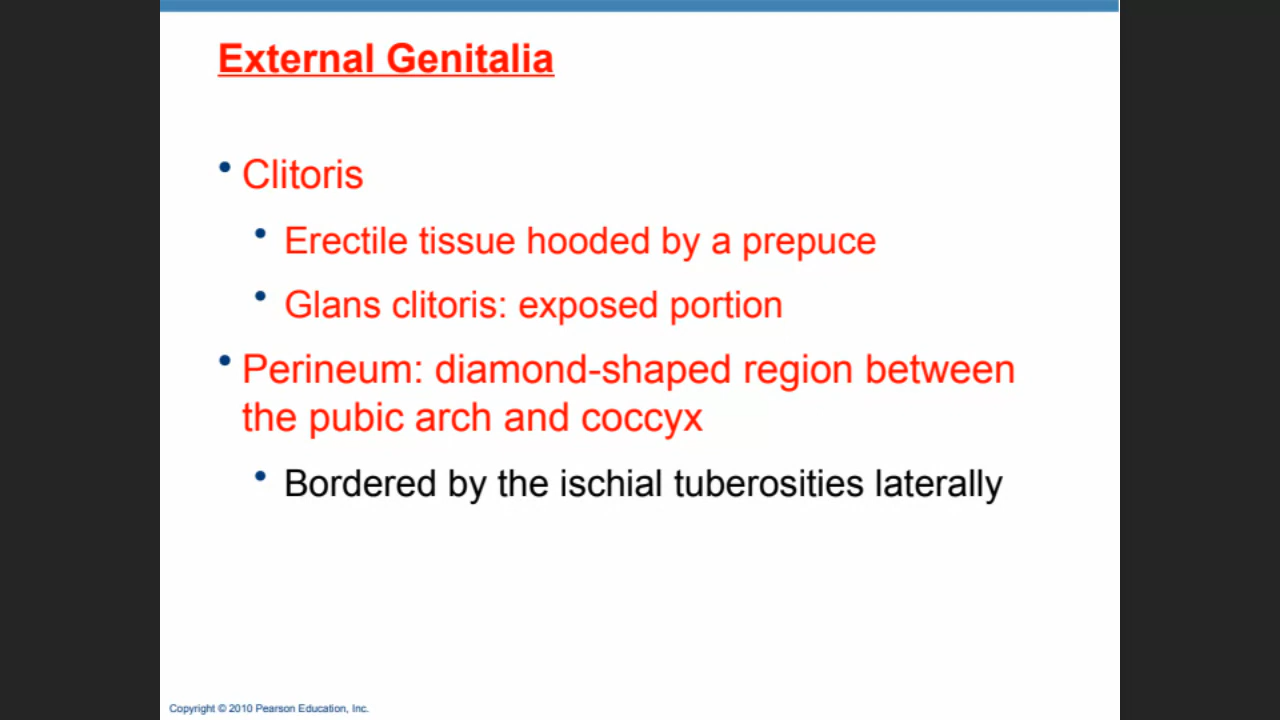 External Genitalia
• Clitoris
• Erectile tissue hooded by a prepuce
• Glans clitoris: exposed portion
• Perineum: diamond-shaped region between
the pubic arch and coccyx
• Bordered by the ischial tuberosities laterally
Copyright © 2010 Pearson Education, Inc.